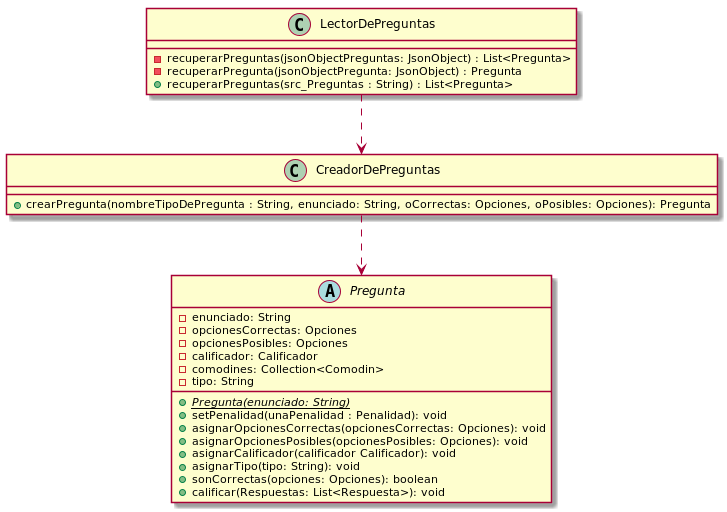 C LectorDePreguntas
recuperarPreguntas(jsonObjectPreguntas: JsonObject) : List<Pregunta>
recuperarPregunta(jsonObjectPregunta: JsonObject) : Pregunta
recuperarPreguntas(src_Preguntas : String) : List<Pregunta>
C CreadorDePreguntas
crearPregunta(nombreTipoDePregunta : String, enunciado: String, oCorrectas: Opciones, oPosibles: Opciones): Pregunta
A Pregunta
enunciado: String
opcionesCorrectas: Opciones
opcionesPosibles: Opciones
calificador: Calificador
comodines: Collection<Comodin>
tipo: String
Pregunta(enunciado: String)
setPenalidad(unaPenalidad : Penalidad): void
asignarOpcionesCorrectas(opcionesCorrectas: Opciones): void
asignarOpcionesPosibles(opcionesPosibles: Opciones): void
asignarCalificador(calificador Calificador): void
asignarTipo(tipo: String): void
sonCorrectas(opciones: Opciones): boolean
calificar(Respuestas: List<Respuesta>): void